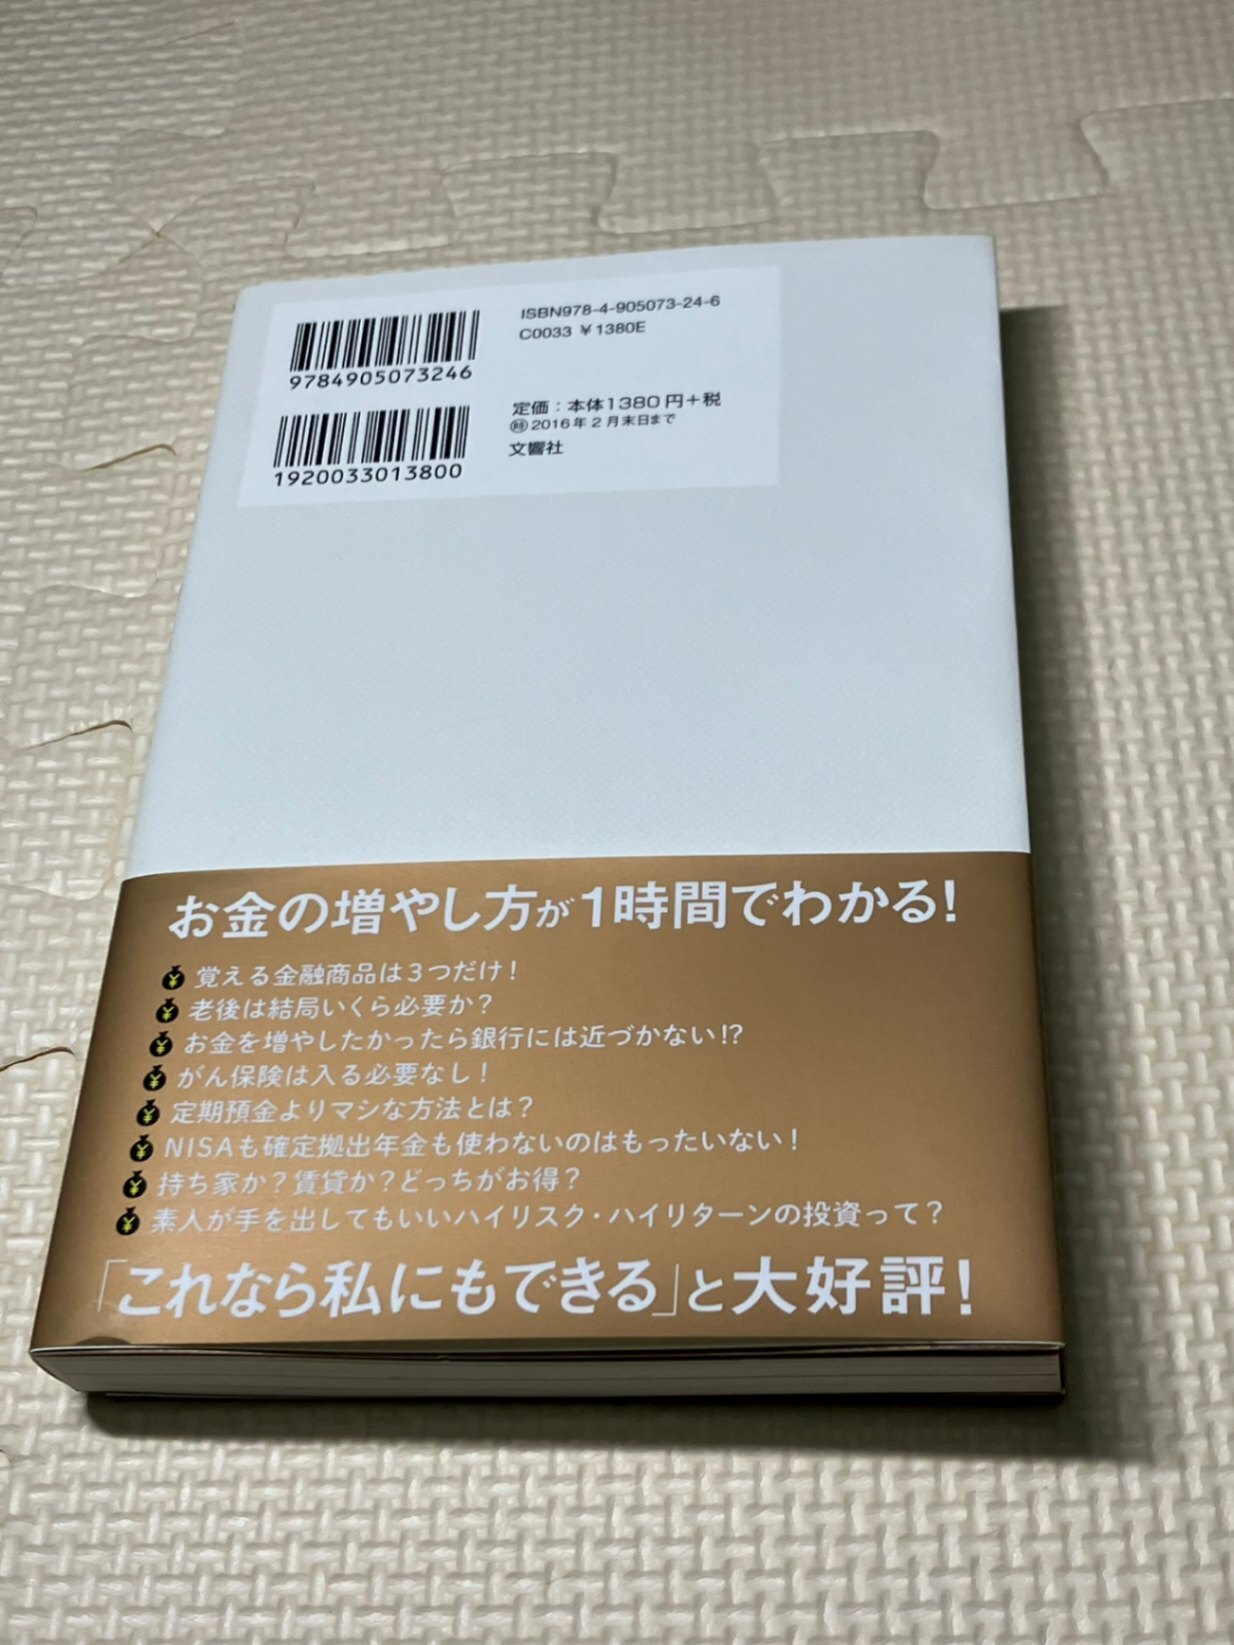 9784905073246
1920033013800
ISBN978-4-905073-24-6
C0033 ¥1380E
定価：本体1380円＋税
㊕2016年2月末日まで
文響社
お金の増やし方が1時間でわかる！
覚える金融商品は3つだけ！
老後は結局いくら必要か？
お金を増やしたかったら銀行には近づかない!?
がん保険は入る必要なし！
定期預金よりマシな方法とは？
NISAも確定拠出年金も使わないのはもったいない！
持ち家か？賃貸か？どっちがお得？
素人が手を出してもいいハイリスク・ハイリターンの投資って？
「これなら私にもできる」と大好評！